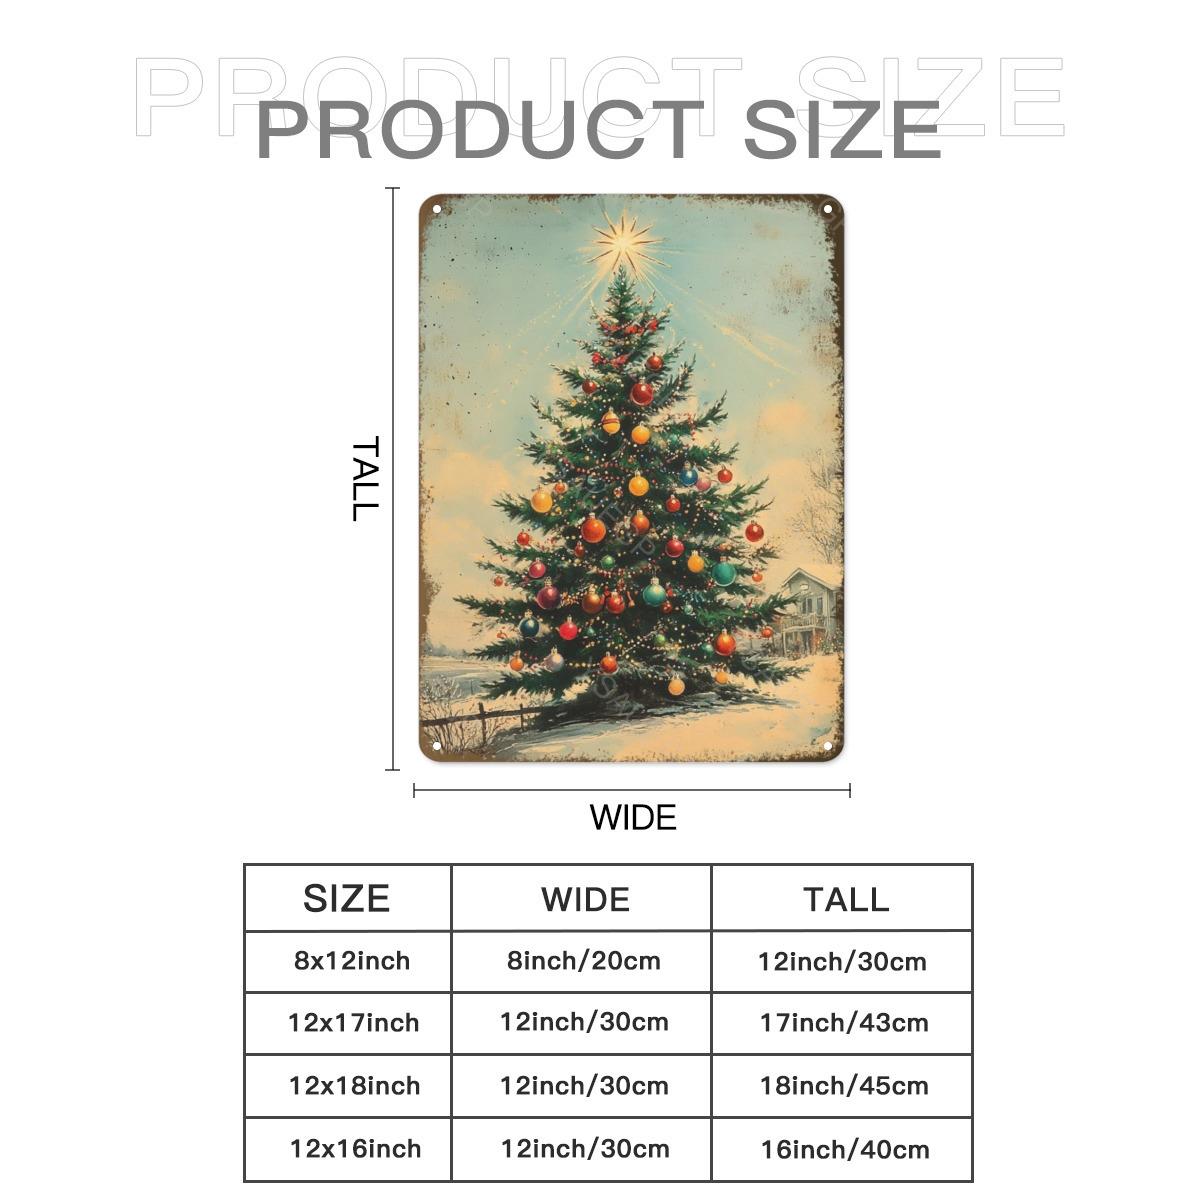 PRODUCT SIZE
PRODUCT SIZE
TALL
WIDE
SIZE WIDE TALL
8x12inch 8inch/20cm 12inch/30cm
12x17inch 12inch/30cm 17inch/43cm
12x18inch 12inch/30cm 18inch/45cm
12x16inch 12inch/30cm 16inch/40cm